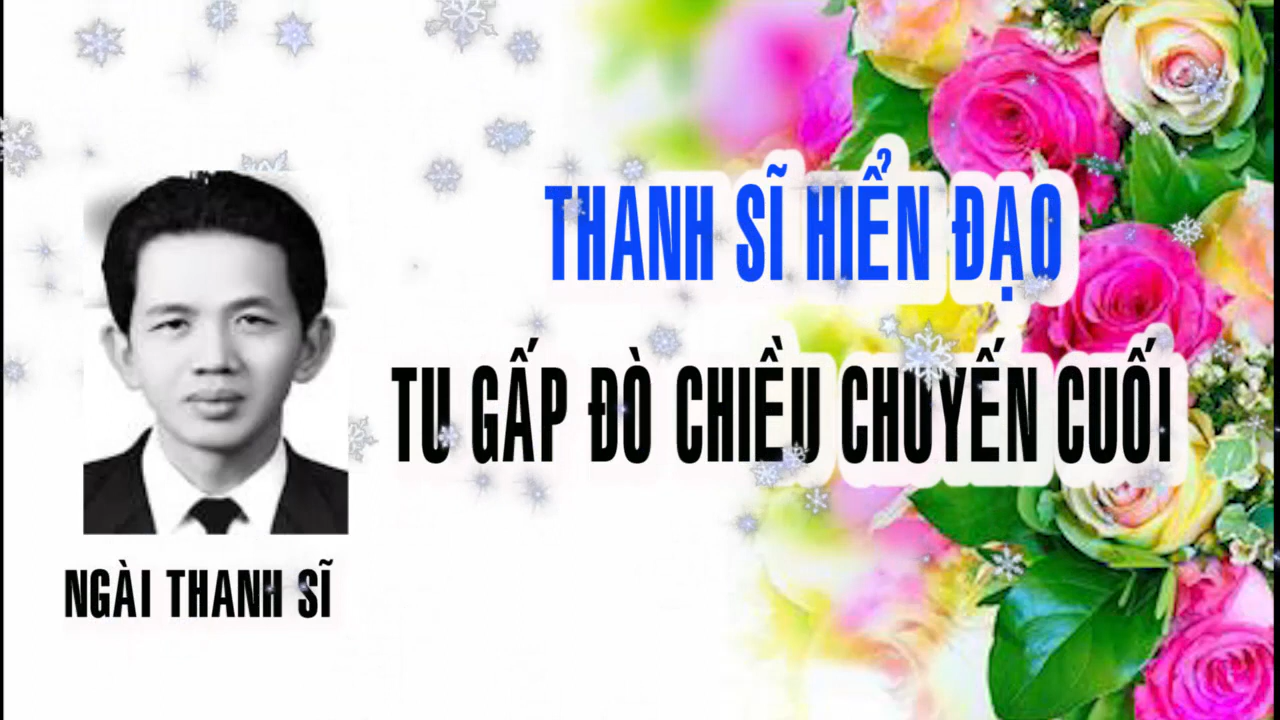 THANH SĨ HIỂN ĐẠO
TU GẤP ĐÒ CHIỀU CHUYẾN CUỐI
NGÀI THANH SĨ